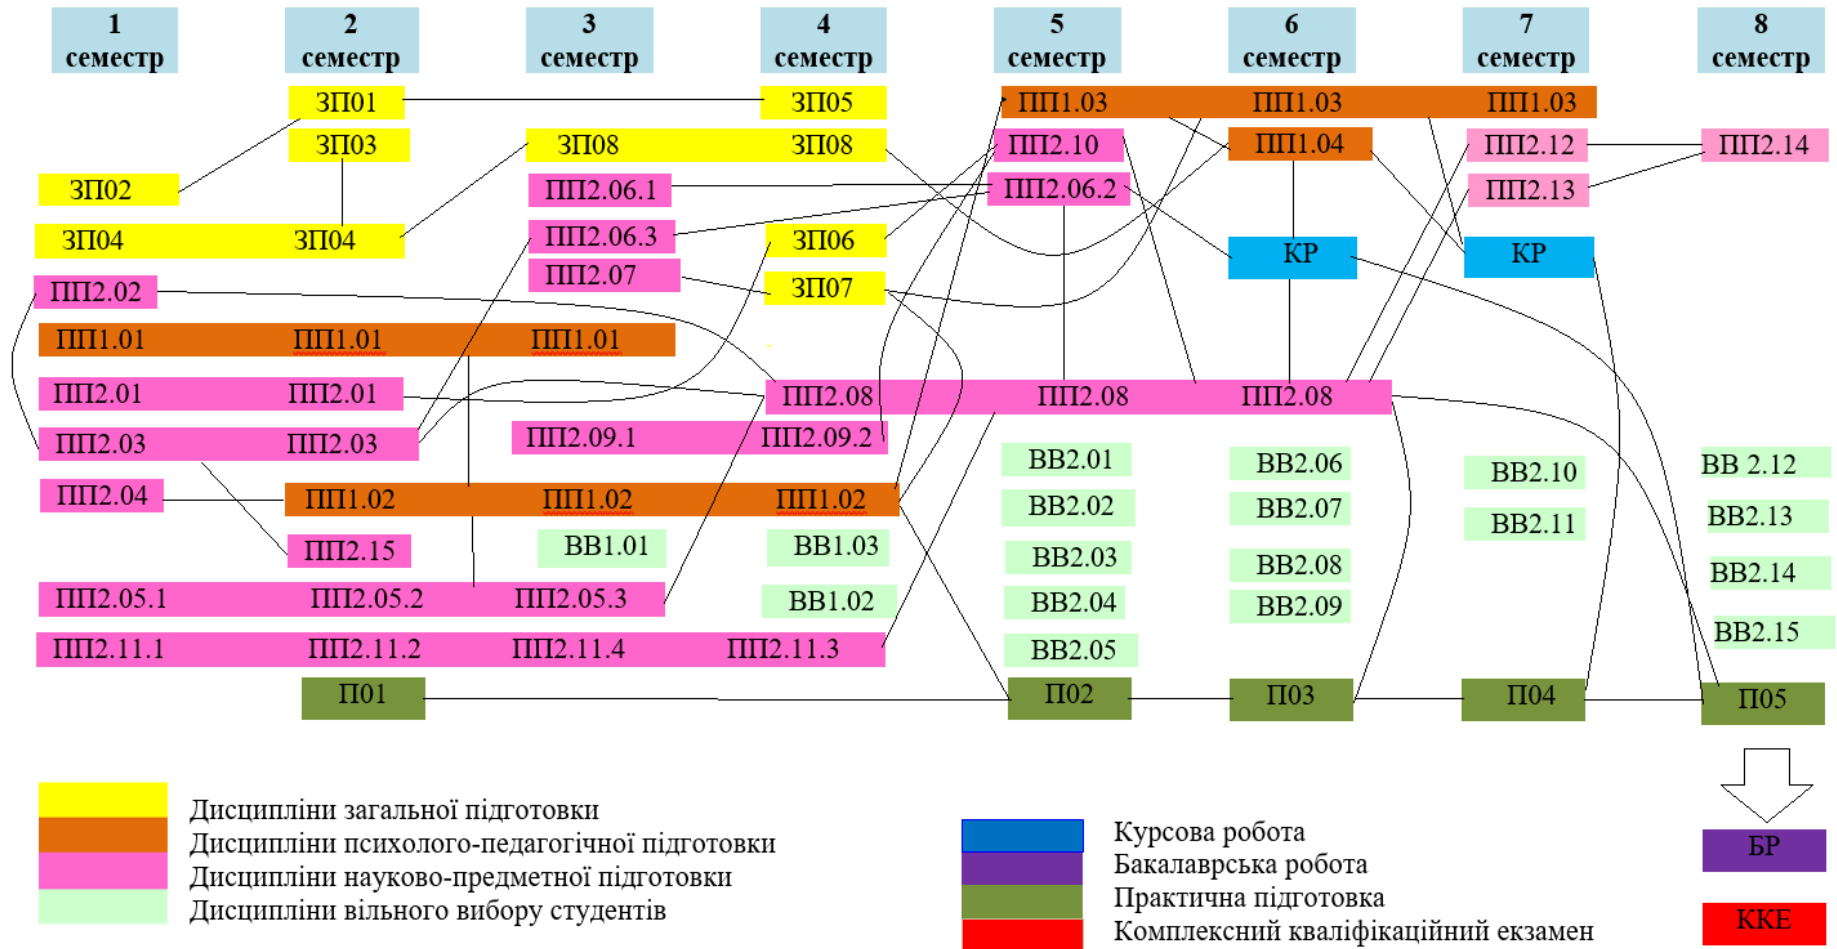 1 семестр
2 семестр
3 семестр
4 семестр
5 семестр
6 семестр
7 семестр
8 семестр
ЗП01 ЗП05 ПП1.03 ПП1.03 ПП1.03
ЗП03 ЗП08 ЗП08 ПП2.10 ПП1.04 ПП2.12 ПП2.14
ЗП02 ПП2.06.1 ПП2.06.2 ПП2.13
ЗП04 ЗП04 ПП2.06.3 ЗП06 КР КР
ПП2.02 ПП2.07 ЗП07
ПП1.01 ПП1.01 ПП1.01
ПП2.01 ПП2.01 ПП2.08 ПП2.08 ПП2.08
ПП2.03 ПП2.03 ПП2.09.1 ПП2.09.2 ВВ2.01 ВВ2.06 ВВ2.10 ВВ 2.12
ПП2.04 ПП1.02 ПП1.02 ПП1.02 ВВ2.02 ВВ2.07 ВВ2.11 ВВ2.13
ПП2.15 ВВ1.01 ВВ1.03 ВВ2.03 ВВ2.08 ВВ2.14
ПП2.05.1 ПП2.05.2 ПП2.05.3 ВВ1.02 ВВ2.04 ВВ2.09 ВВ2.15
ПП2.11.1 ПП2.11.2 ПП2.11.4 ПП2.11.3 ВВ2.05
П01 П02 П03 П04 П05
Дисципліни загальної підготовки
Дисципліни психолого-педагогічної підготовки
Дисципліни науково-предметної підготовки
Дисципліни вільного вибору студентів
Курсова робота
Бакалаврська робота
Практична підготовка
Комплексний кваліфікаційний екзамен
БР
ККЕ